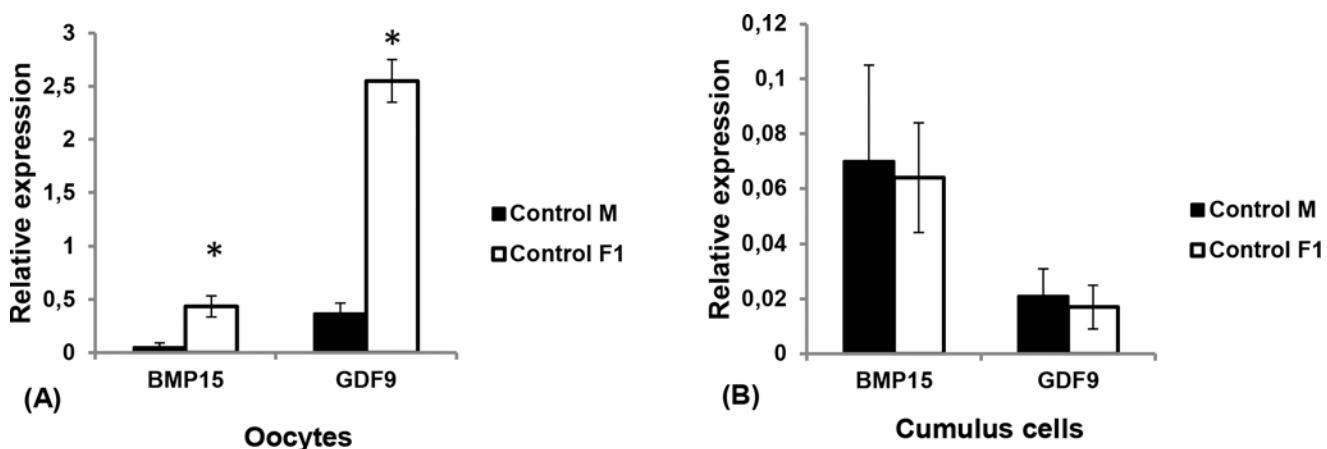 Relative expression
3
2,5
2
1,5
1
0,5
0
*
*
BMP15 GDF9
Control M
Control F1
(A)
Oocytes
Relative expression
0,12
0,1
0,08
0,06
0,04
0,02
0
BMP15 GDF9
Control M
Control F1
(B)
Cumulus cells